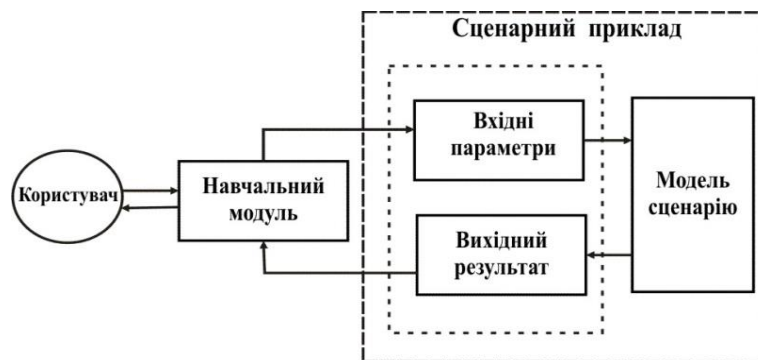 Сценарний приклад
Вхідні
параметри
Користувач
Навчальний
модуль
Модель
сценарію
Вихідний
результат